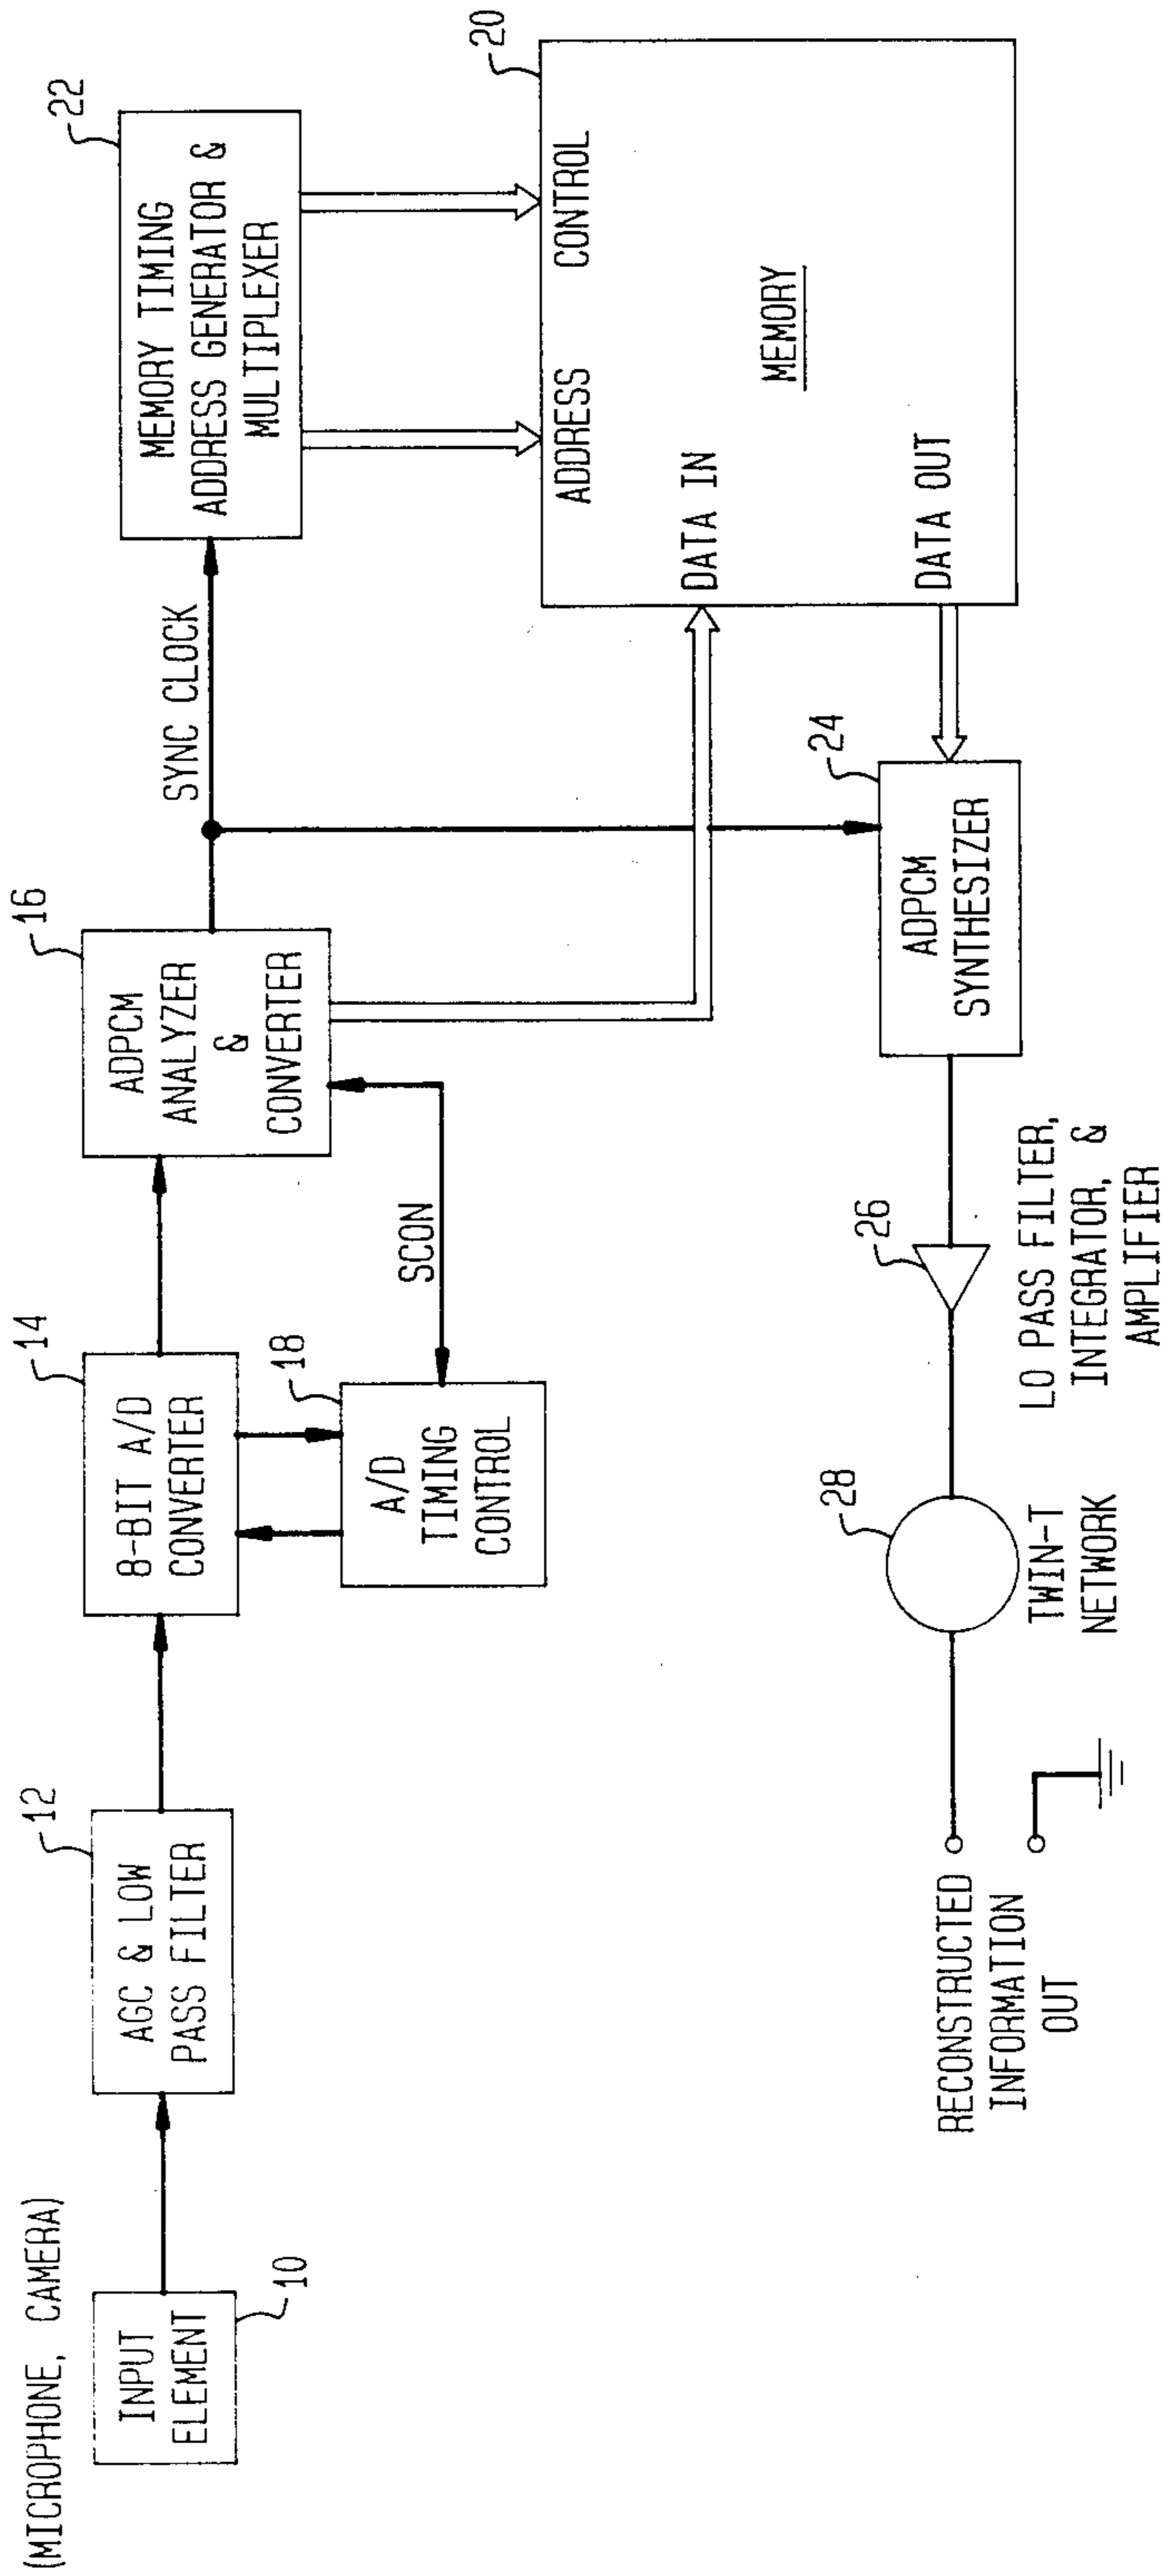 (MICROPHONE, CAMERA)
INPUT
ELEMENT
10
AGC & LOW
PASS FILTER
12
8-BIT A/D
CONVERTER
14
A/D
TIMING
CONTROL
18
SCON
ADPCM
ANALYZER
&
CONVERTER
16
SYNC CLOCK
MEMORY TIMING
ADDRESS GENERATOR &
MULTIPLEXER
22
ADDRESS
CONTROL
MEMORY
20
DATA IN
DATA OUT
ADPCM
SYNTHESIZER
24
26
LO PASS FILTER,
INTEGRATOR, &
AMPLIFIER
28
TWIN-T
NETWORK
RECONSTRUCTED
INFORMATION
OUT